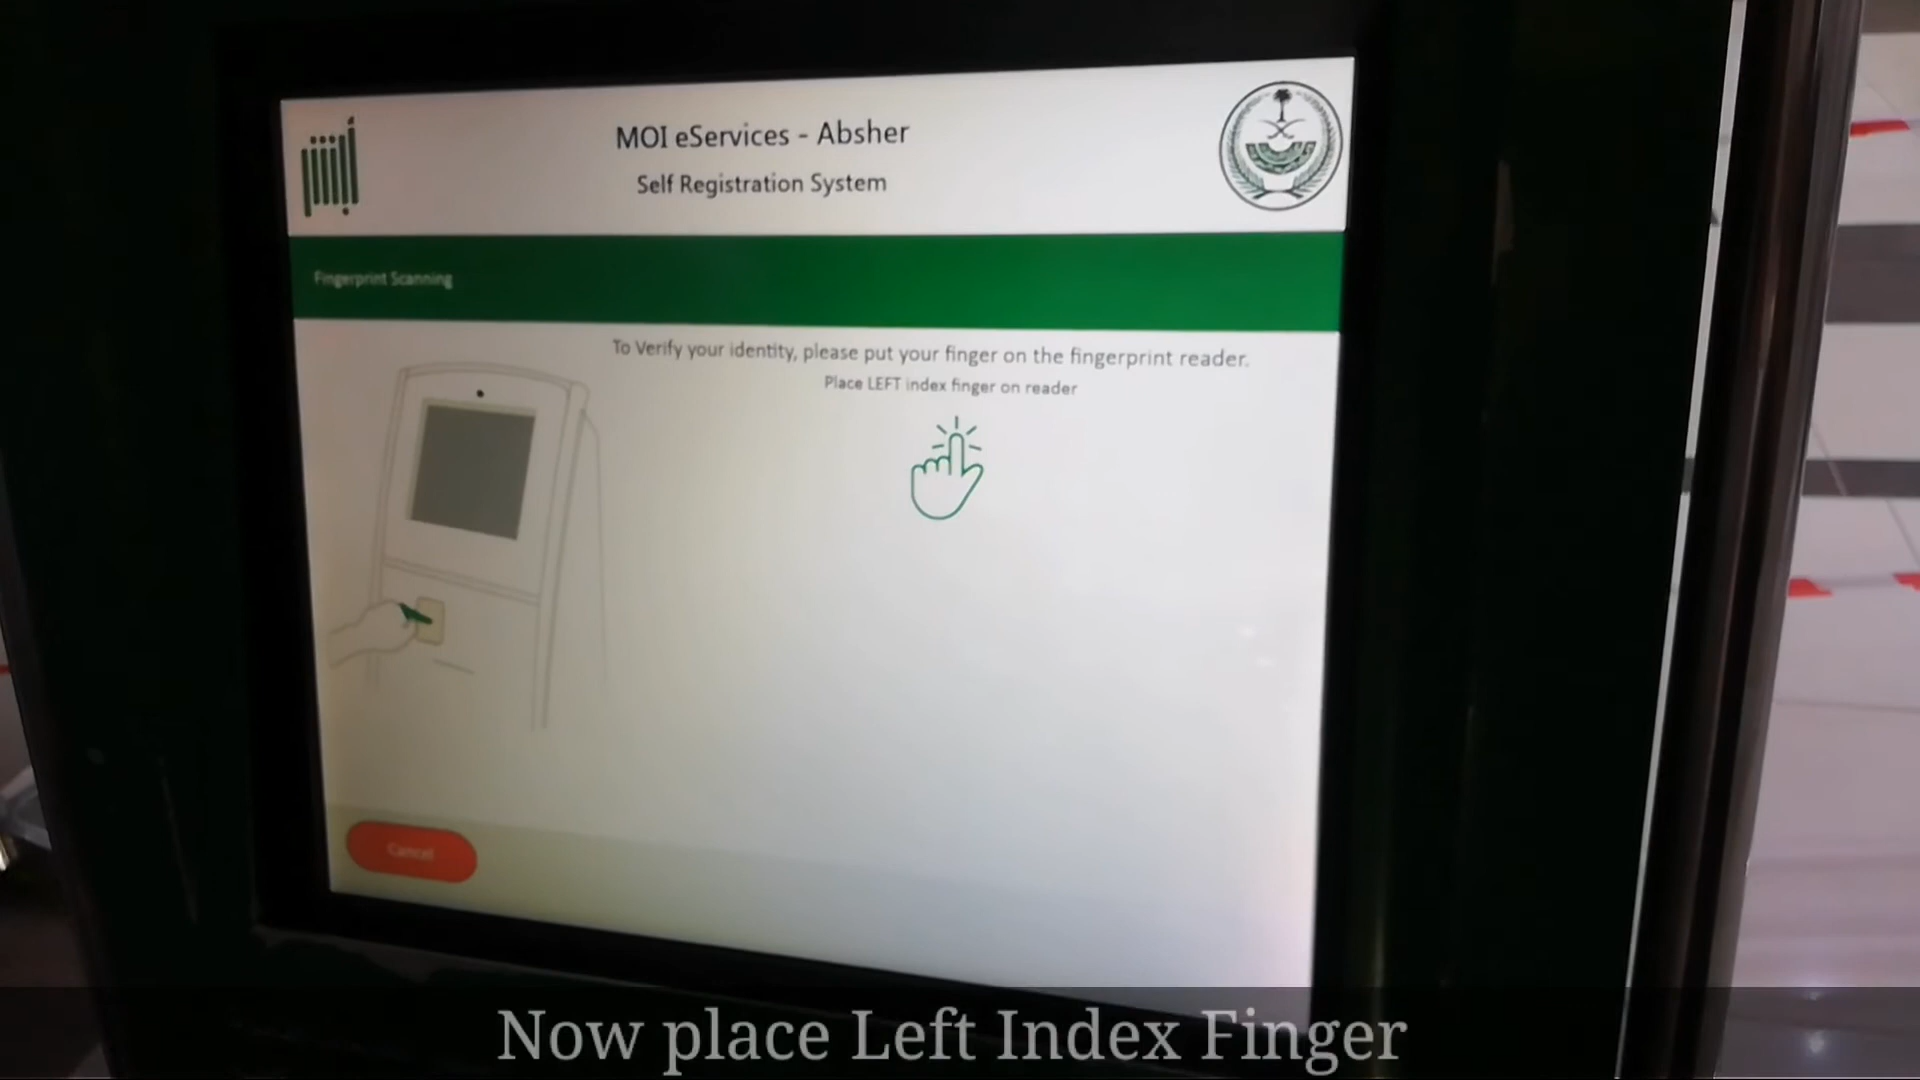 أبشر
MOI eServices - Absher
Self Registration System
Fingerprint Scanning
To Verify your identity, please put your finger on the fingerprint reader.
Place LEFT index finger on reader
Cancel
Now place Left Index Finger